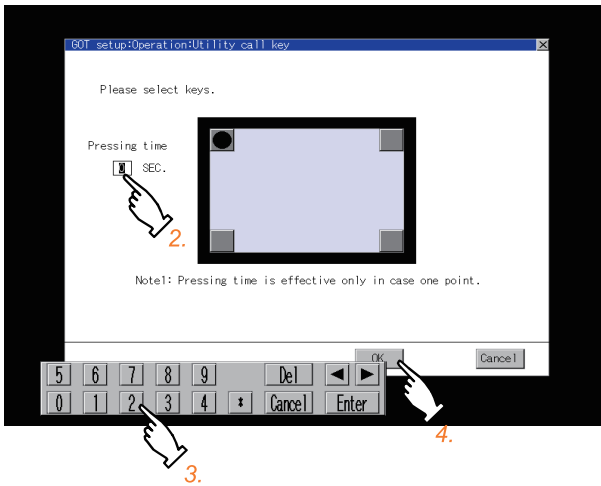 GOT setup:Operation:Utility call key
Please select keys.
Pressing time
0 SEC.
2.
Note1: Pressing time is effective only in case one point.
OK Cancel
5 6 7 8 9 Del
0 1 2 3 4 Cancel Enter
4.
3.